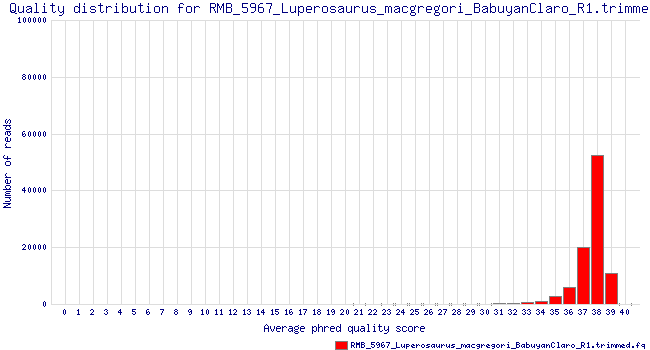 Quality distribution for RMB_5967_Luperosaurus_macgregori_BabuyanClaro_R1.trimme
100000
80000
60000
40000
20000
0
Number of reads
0 1 2 3 4 5 6 7 8 9 10 11 12 13 14 15 16 17 18 19 20 21 22 23 24 25 26 27 28 29 30 31 32 33 34 35 36 37 38 39 40
Average phred quality score
RMB_5967_Luperosaurus_macgregori_BabuyanClaro_R1.trimmed.fq